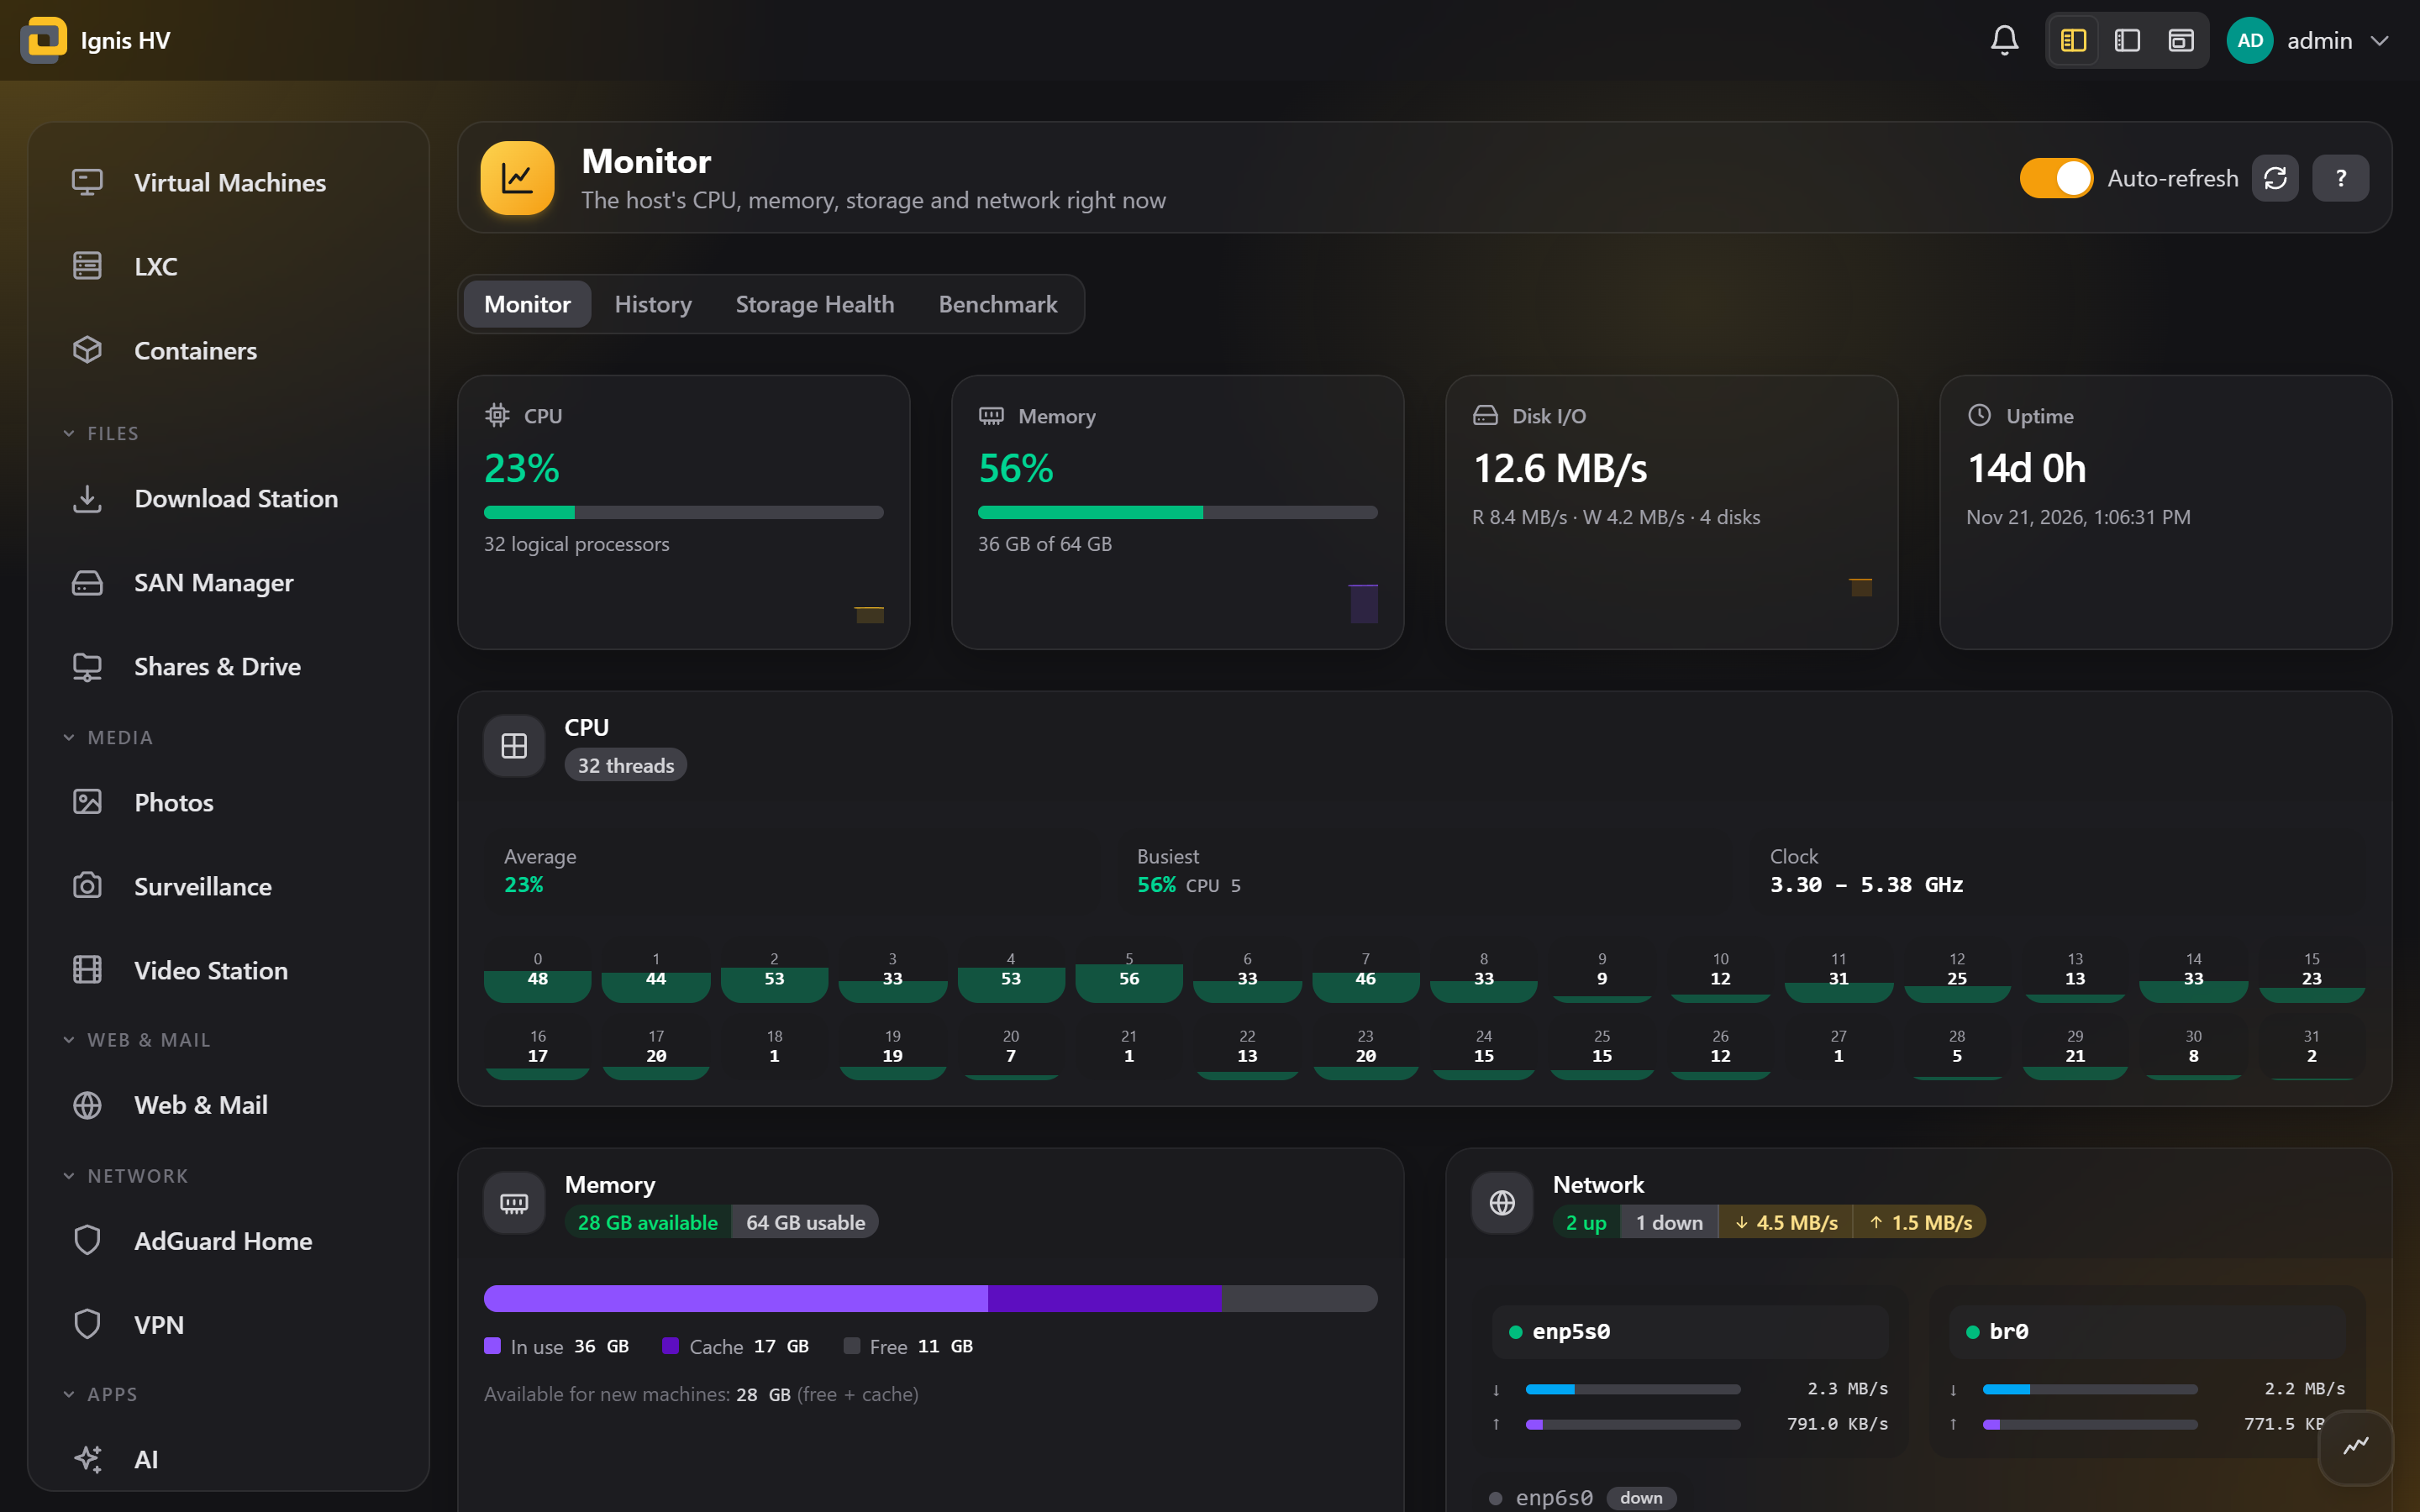 Ignis HV
AD admin
Virtual Machines
LXC
Containers
FILES
Download Station
SAN Manager
Shares & Drive
MEDIA
Photos
Surveillance
Video Station
WEB & MAIL
Web & Mail
NETWORK
AdGuard Home
VPN
APPS
AI
Monitor
The host's CPU, memory, storage and network right now
Auto-refresh ?
Monitor History Storage Health Benchmark
CPU
23%
32 logical processors
Memory
56%
36 GB of 64 GB
Disk I/O
12.6 MB/s
R 8.4 MB/s · W 4.2 MB/s · 4 disks
Uptime
14d 0h
Nov 21, 2026, 1:06:31 PM
CPU
32 threads
Average
23%
Busiest
56% CPU 5
Clock
3.30 – 5.38 GHz
0 1 2 3 4 5 6 7 8 9 10 11 12 13 14 15
48 44 53 33 53 56 33 46 33 9 12 31 25 13 33 23
16 17 18 19 20 21 22 23 24 25 26 27 28 29 30 31
17 20 1 19 7 1 13 20 15 15 12 1 5 21 8 2
Memory
28 GB available 64 GB usable
In use 36 GB Cache 17 GB Free 11 GB
Available for new machines: 28 GB (free + cache)
Network
2 up 1 down ↓ 4.5 MB/s ↑ 1.5 MB/s
enp5s0
↓ 2.3 MB/s
↑ 791.0 KB/s
br0
↓ 2.2 MB/s
↑ 771.5 KB
enp6s0 down